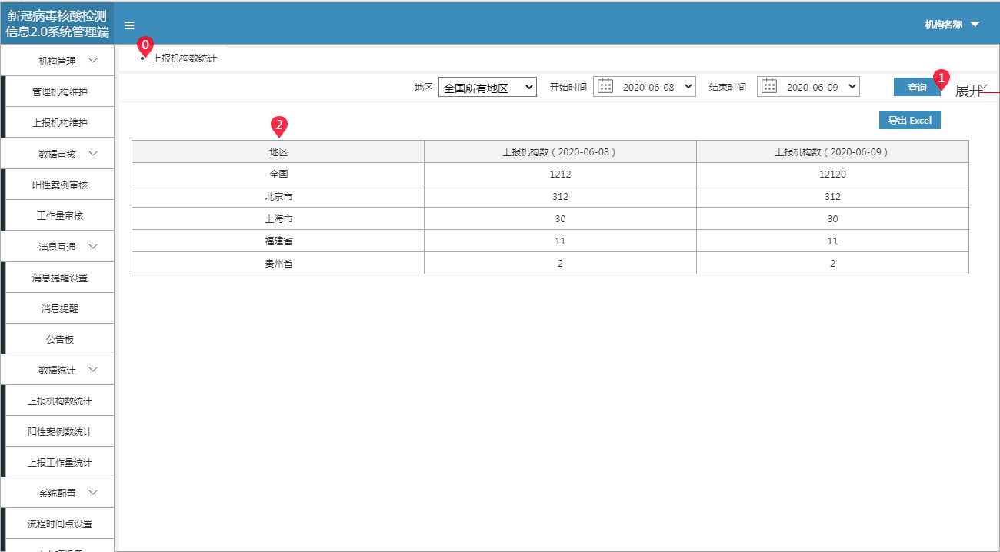 新冠病毒核酸检测
信息2.0系统管理端
机构名称
机构管理
管理机构维护
上报机构维护
数据审核
阳性案例审核
工作量审核
消息互通
消息提醒设置
消息提醒
公告板
数据统计
上报机构数统计
阳性案例数统计
上报工作量统计
系统配置
流程时间点设置
0
上报机构数统计
地区 全国所有地区 开始时间 2020-06-08 结束时间 2020-06-09 查询 1 展开
导出 Excel
2
地区 上报机构数（2020-06-08） 上报机构数（2020-06-09）
全国 1212 12120
北京市 312 312
上海市 30 30
福建省 11 11
贵州省 2 2